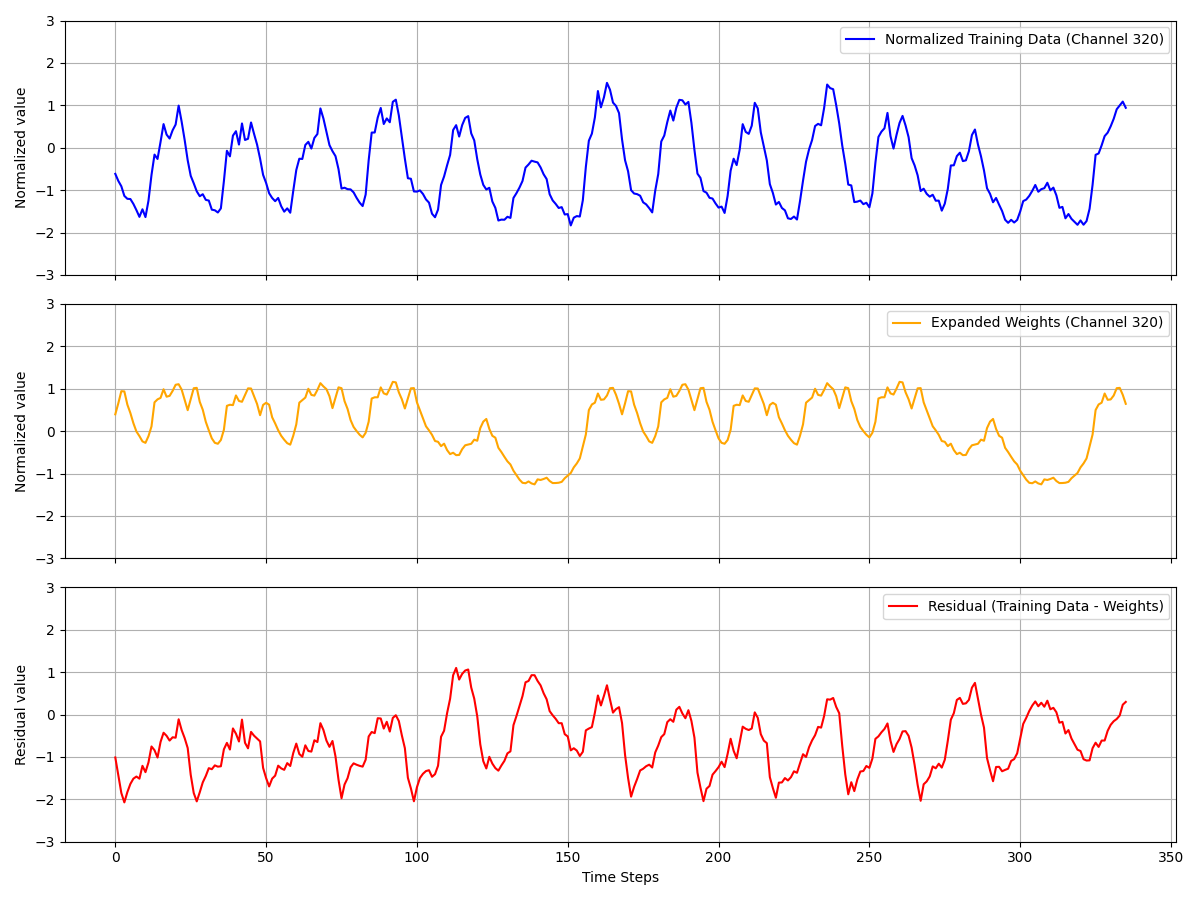 3
2
1
0
−1
−2
−3
Normalized value
Normalized Training Data (Channel 320)
3
2
1
0
−1
−2
−3
Normalized value
Expanded Weights (Channel 320)
3
2
1
0
−1
−2
−3
Residual value
Residual (Training Data - Weights)
0 50 100 150 200 250 300 350
Time Steps